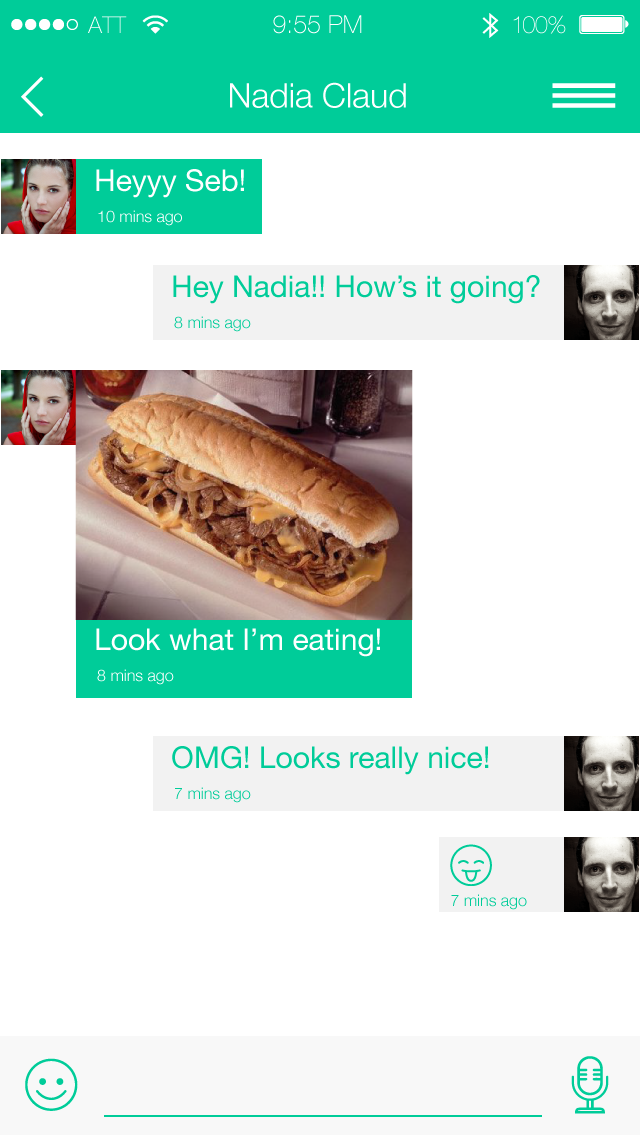 ATT 9:55 PM 100%
Nadia Claud
Heyyy Seb!
10 mins ago
Hey Nadia!! How’s it going?
8 mins ago
Look what I’m eating!
8 mins ago
OMG! Looks really nice!
7 mins ago
7 mins ago